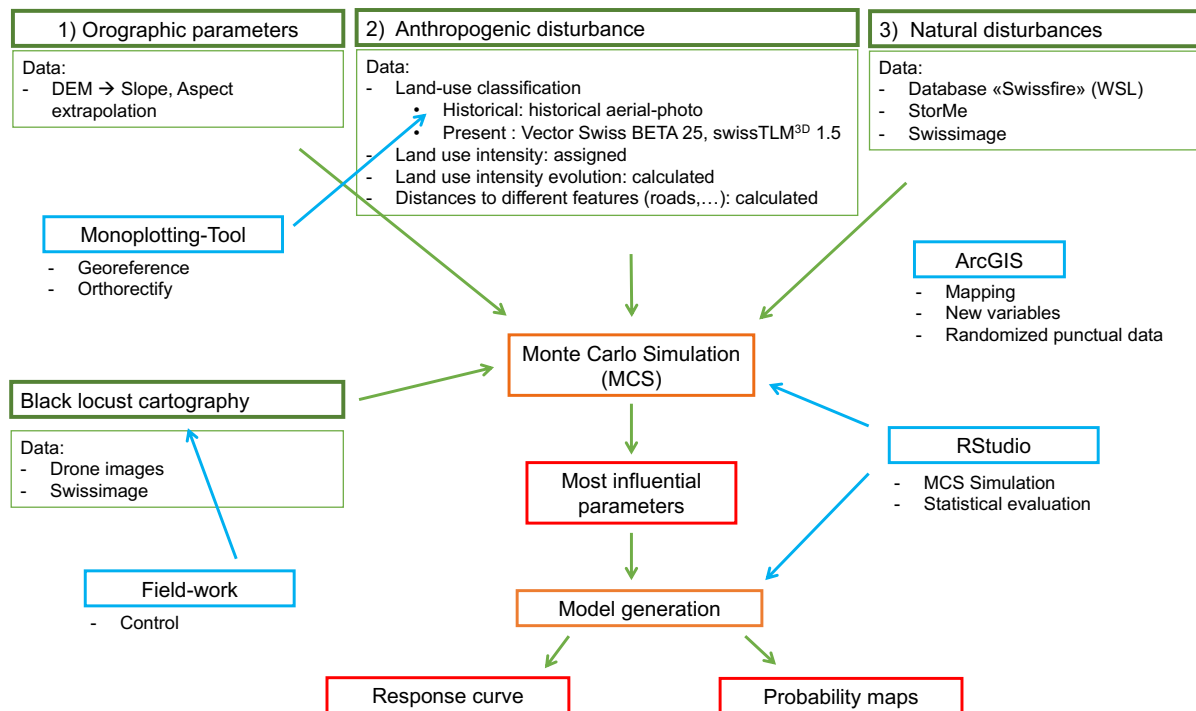 1) Orographic parameters
Data:
- DEM → Slope, Aspect
extrapolation
2) Anthropogenic disturbance
Data:
- Land-use classification
• Historical: historical aerial-photo
• Present : Vector Swiss BETA 25, swissTLM3D 1.5
- Land use intensity: assigned
- Land use intensity evolution: calculated
- Distances to different features (roads,…): calculated
3) Natural disturbances
Data:
- Database «Swissfire» (WSL)
- StorMe
- Swissimage
Monoplotting-Tool
- Georeference
- Orthorectify
ArcGIS
- Mapping
- New variables
- Randomized punctual data
Monte Carlo Simulation
(MCS)
Black locust cartography
Data:
- Drone images
- Swissimage
RStudio
- MCS Simulation
- Statistical evaluation
Most influential
parameters
Field-work
- Control
Model generation
Response curve
Probability maps